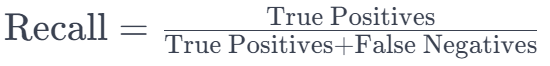 Recall = True Positives
True Positives+False Negatives